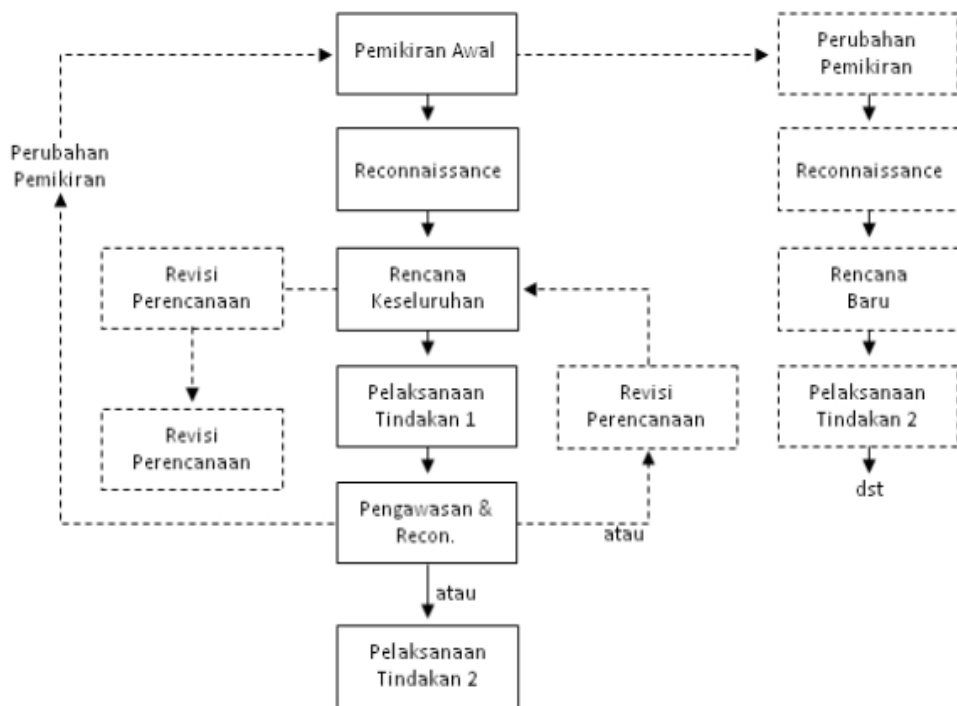 Pemikiran Awal
Perubahan
Pemikiran
Perubahan
Pemikiran
Reconnaissance
Reconnaissance
Revisi
Perencanaan
Rencana
Keseluruhan
Rencana
Baru
Revisi
Perencanaan
Pelaksanaan
Tindakan 1
Revisi
Perencanaan
Pelaksanaan
Tindakan 2
dst
Pengawasan &
Recon.
atau
atau
Pelaksanaan
Tindakan 2